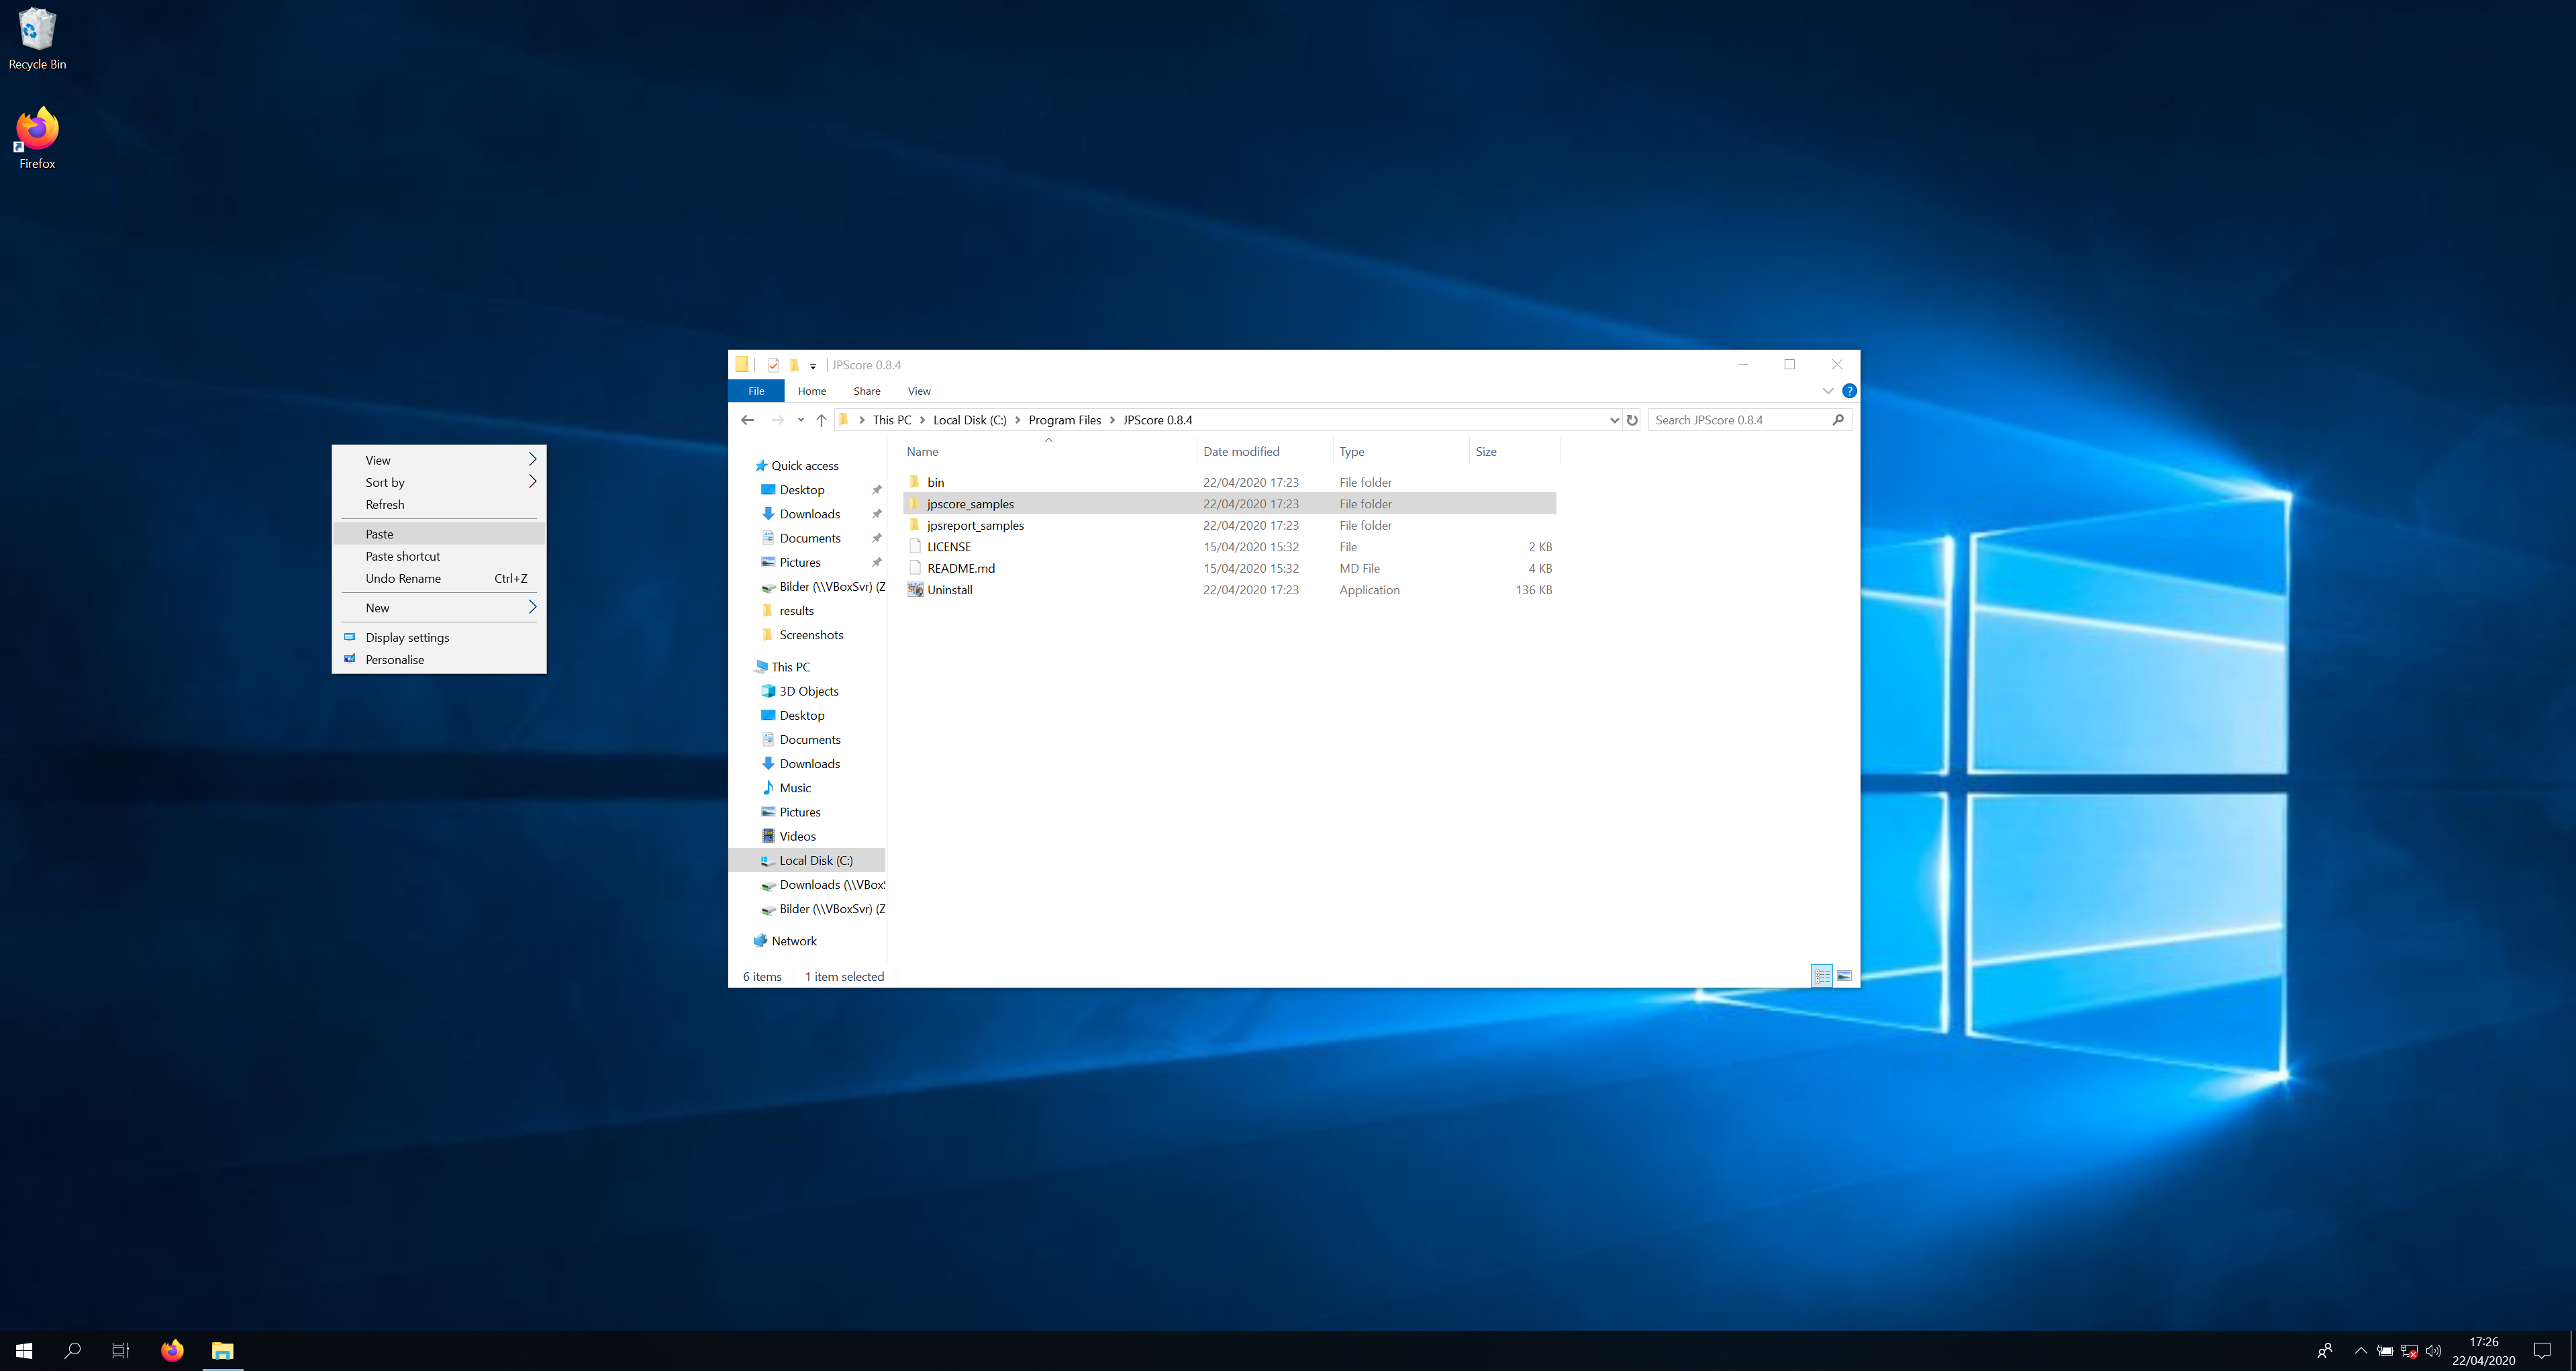 Recycle Bin
Firefox
View
Sort by
Refresh
Paste
Paste shortcut
Undo Rename Ctrl+Z
New
Display settings
Personalise
JPScore 0.8.4
File Home Share View
This PC Local Disk (C:) Program Files JPScore 0.8.4
Search JPScore 0.8.4
Name Date modified Type Size
bin 22/04/2020 17:23 File folder
jpscore_samples 22/04/2020 17:23 File folder
jpsreport_samples 22/04/2020 17:23 File folder
LICENSE 15/04/2020 15:32 File 2 KB
README.md 15/04/2020 15:32 MD File 4 KB
Uninstall 22/04/2020 17:23 Application 136 KB
Quick access
Desktop
Downloads
Documents
Pictures
Bilder (\\VBoxSvr) (Z
results
Screenshots
This PC
3D Objects
Desktop
Documents
Downloads
Music
Pictures
Videos
Local Disk (C:)
Downloads (\\VBoxS
Bilder (\\VBoxSvr) (Z
Network
6 items 1 item selected
17:26
22/04/2020